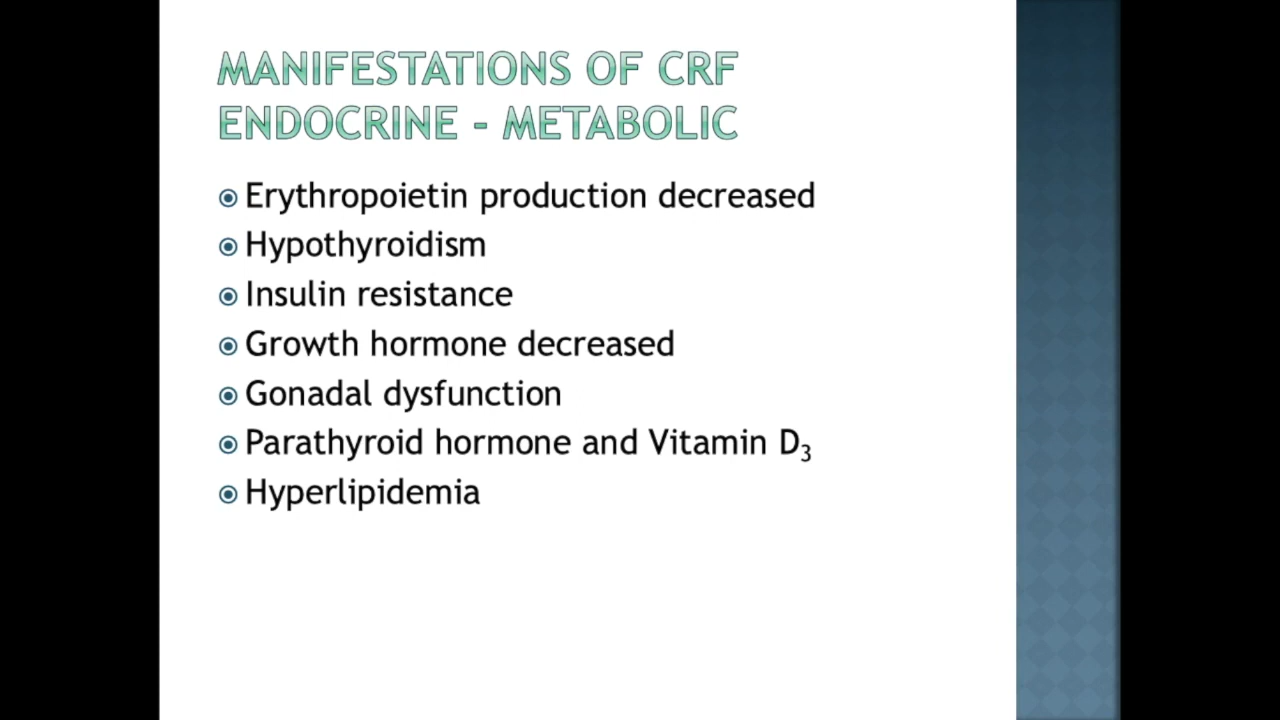 MANIFESTATIONS OF CRF
ENDOCRINE - METABOLIC
Erythropoietin production decreased
Hypothyroidism
Insulin resistance
Growth hormone decreased
Gonadal dysfunction
Parathyroid hormone and Vitamin D₃
Hyperlipidemia